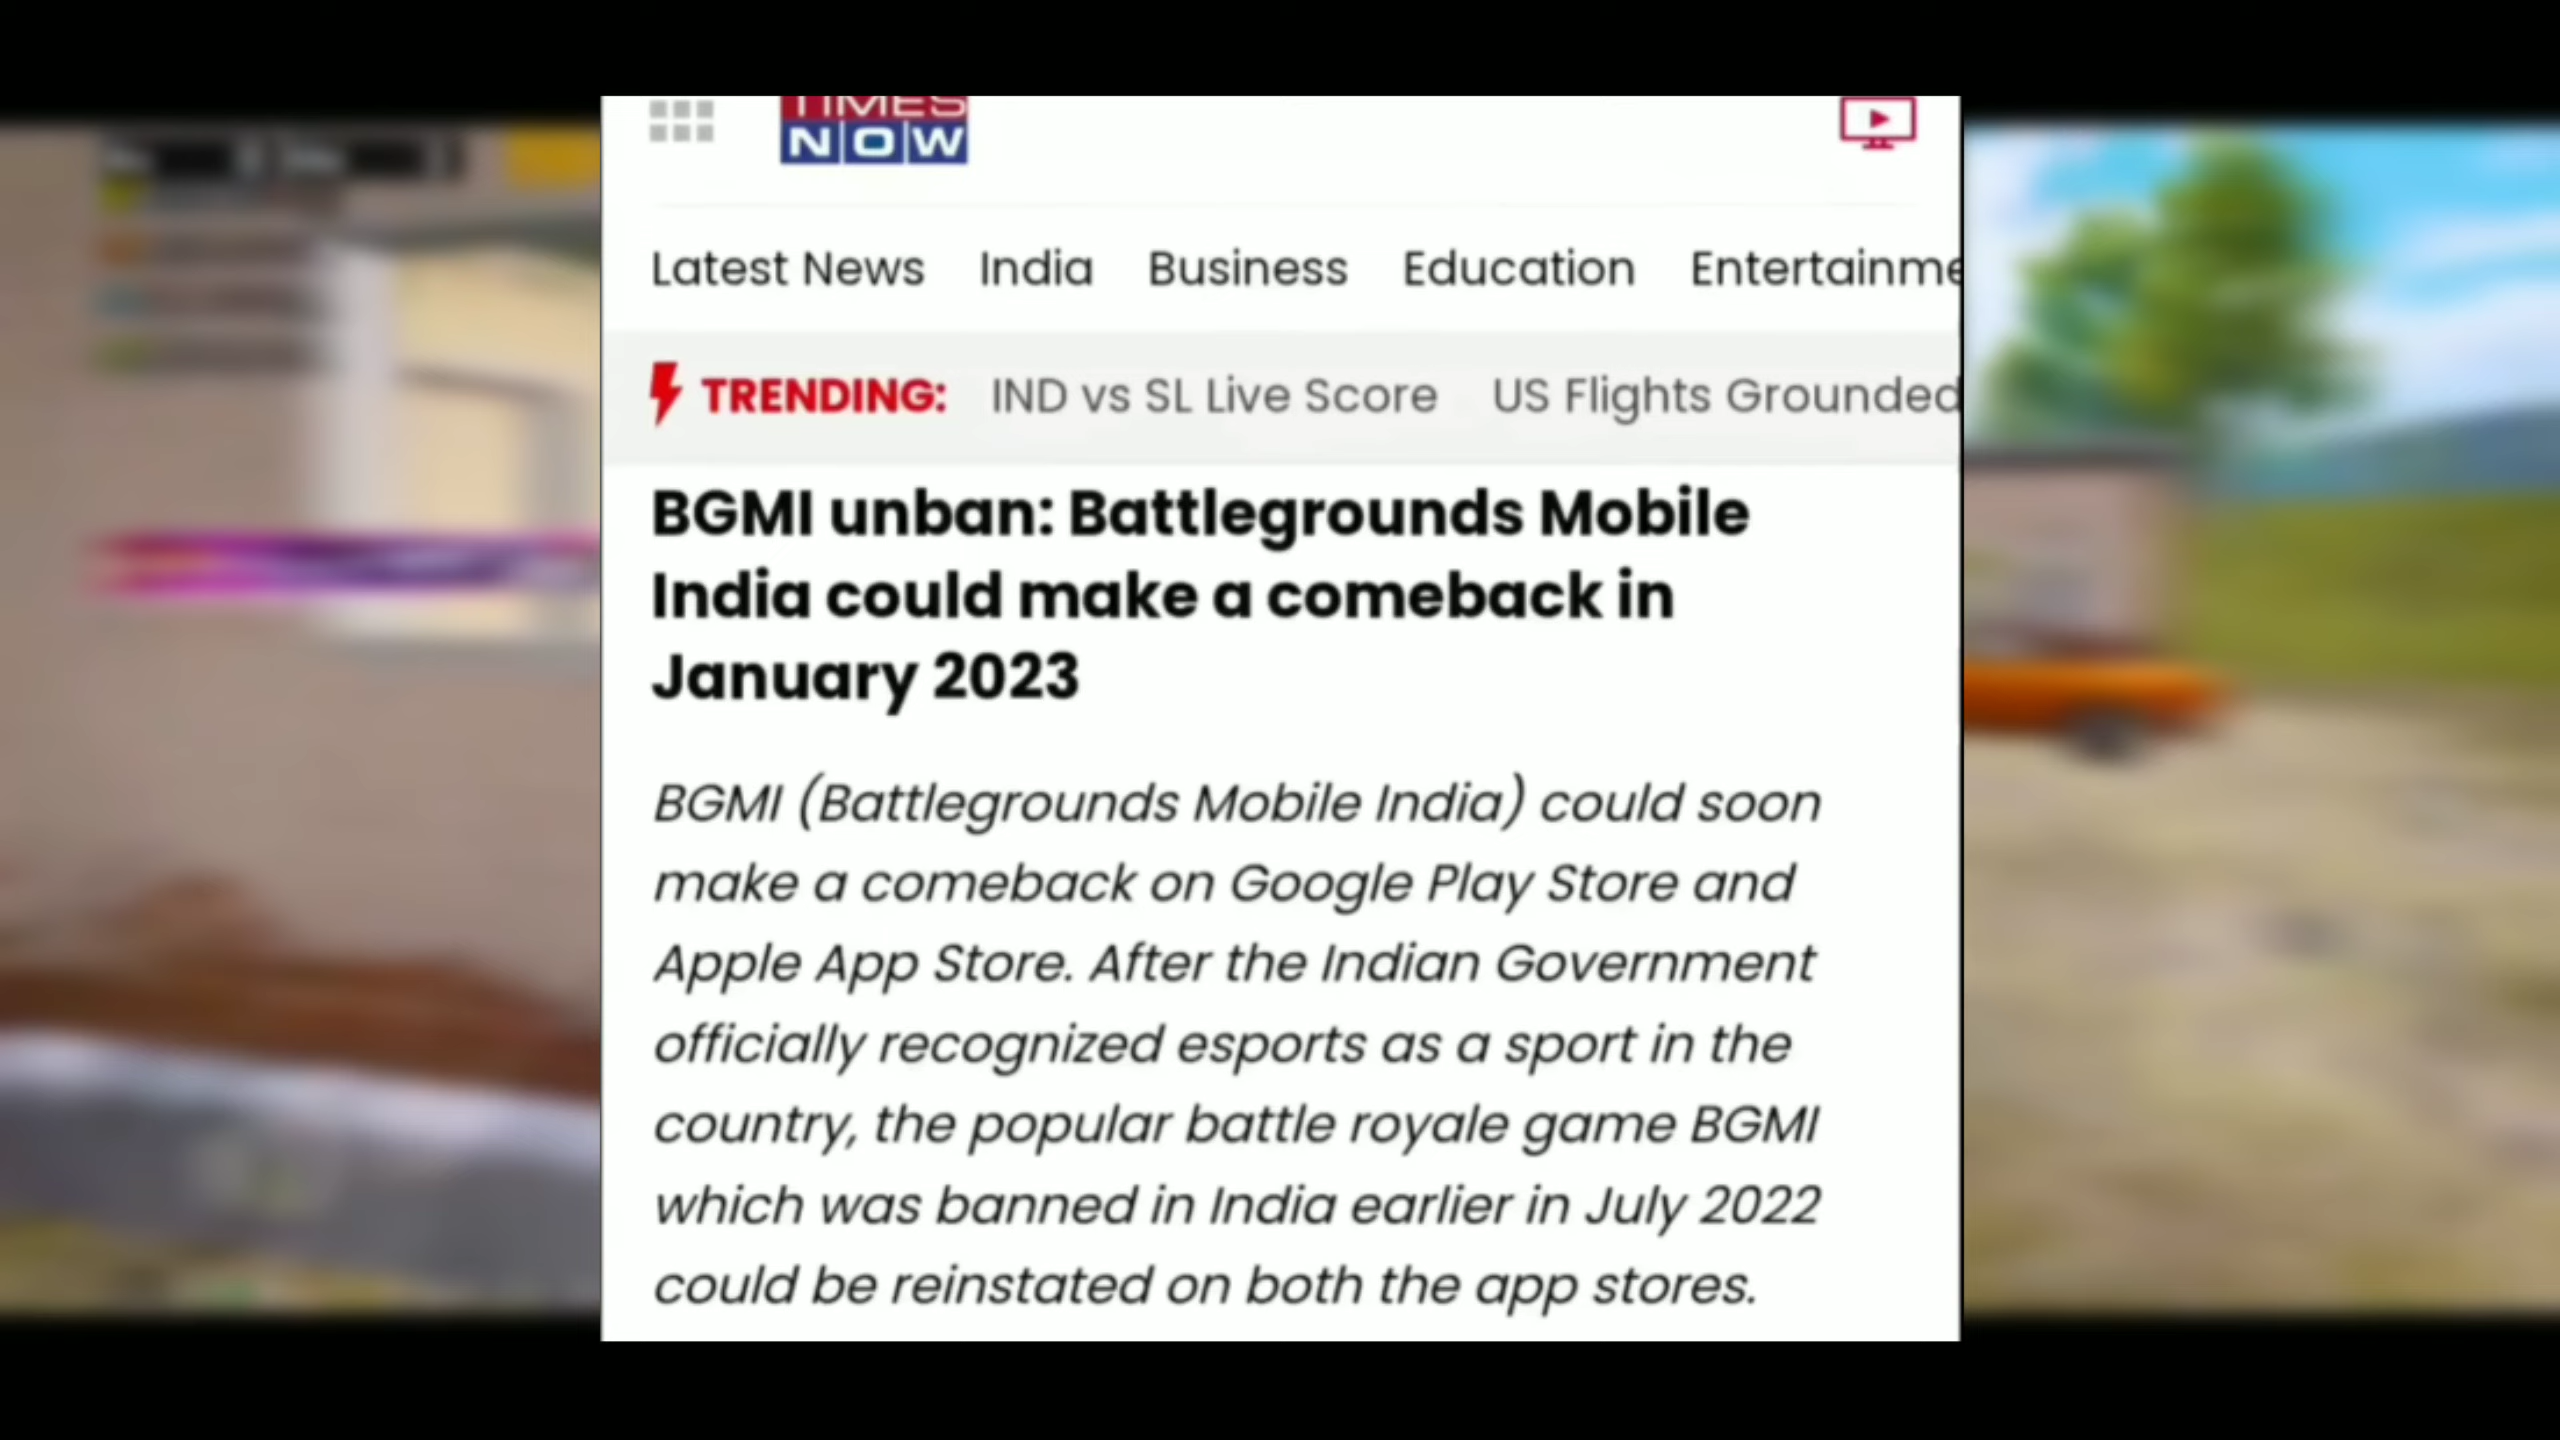 TIMES
NOW
Latest News India Business Education Entertainme
TRENDING: IND vs SL Live Score US Flights Grounded
BGMI unban: Battlegrounds Mobile
India could make a comeback in
January 2023
BGMI (Battlegrounds Mobile India) could soon
make a comeback on Google Play Store and
Apple App Store. After the Indian Government
officially recognized esports as a sport in the
country, the popular battle royale game BGMI
which was banned in India earlier in July 2022
could be reinstated on both the app stores.